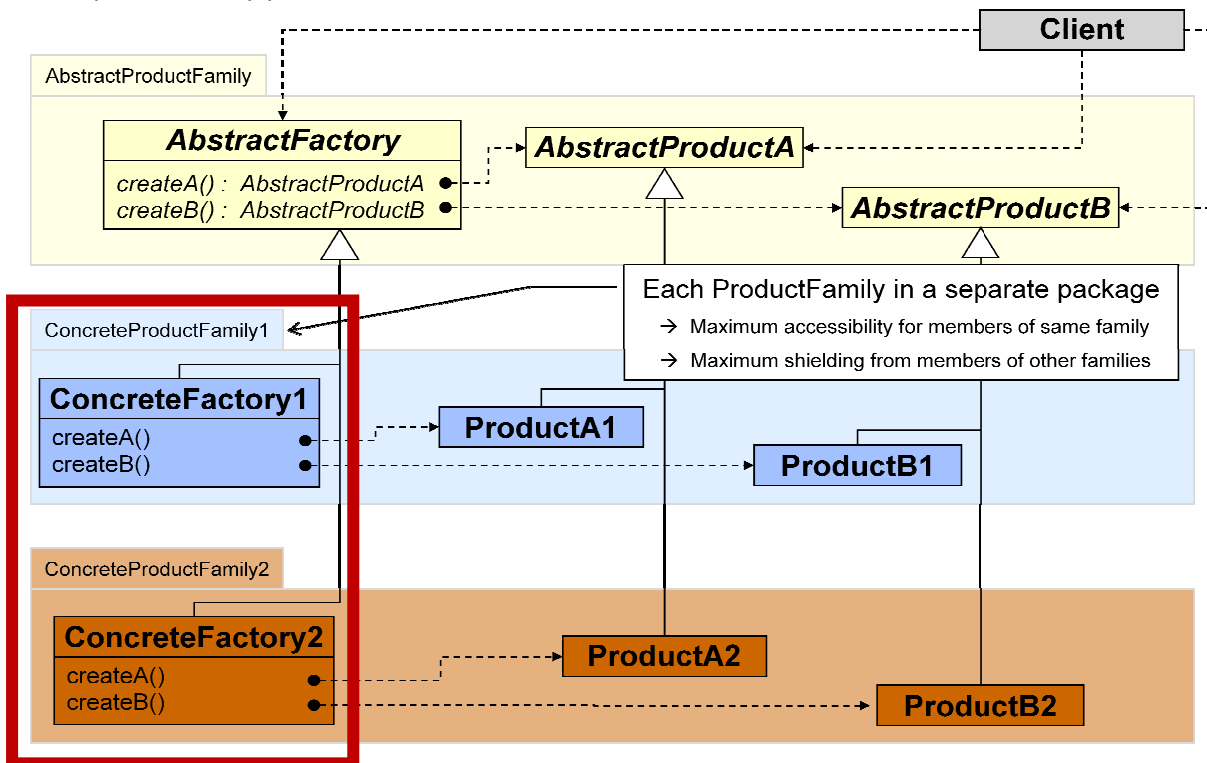 Client
AbstractProductFamily
AbstractFactory
createA() : AbstractProductA
createB() : AbstractProductB
AbstractProductA
AbstractProductB
Each ProductFamily in a separate package
→ Maximum accessibility for members of same family
→ Maximum shielding from members of other families
ConcreteProductFamily1
ConcreteFactory1
createA()
createB()
ProductA1
ProductB1
ConcreteProductFamily2
ConcreteFactory2
createA()
createB()
ProductA2
ProductB2